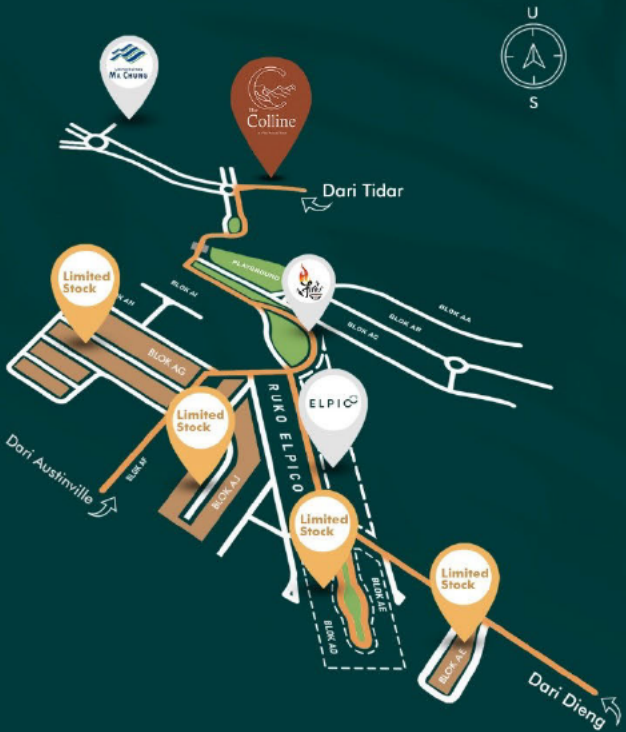 U
S
MA CHUNG
The
Colline
Dari Tidar
PLAYGROUND
Limited
Stock
BLOK AH
BLOK AI
BLOK AA
BLOK AB
BLOK AC
BLOK AG
ELPICO
RUKO ELPICO
Limited
Stock
Dari Austinville
BLOK AF
BLOK AJ
Limited
Stock
Limited
Stock
BLOK AE
BLOK AD
BLOK AE
Dari Dieng